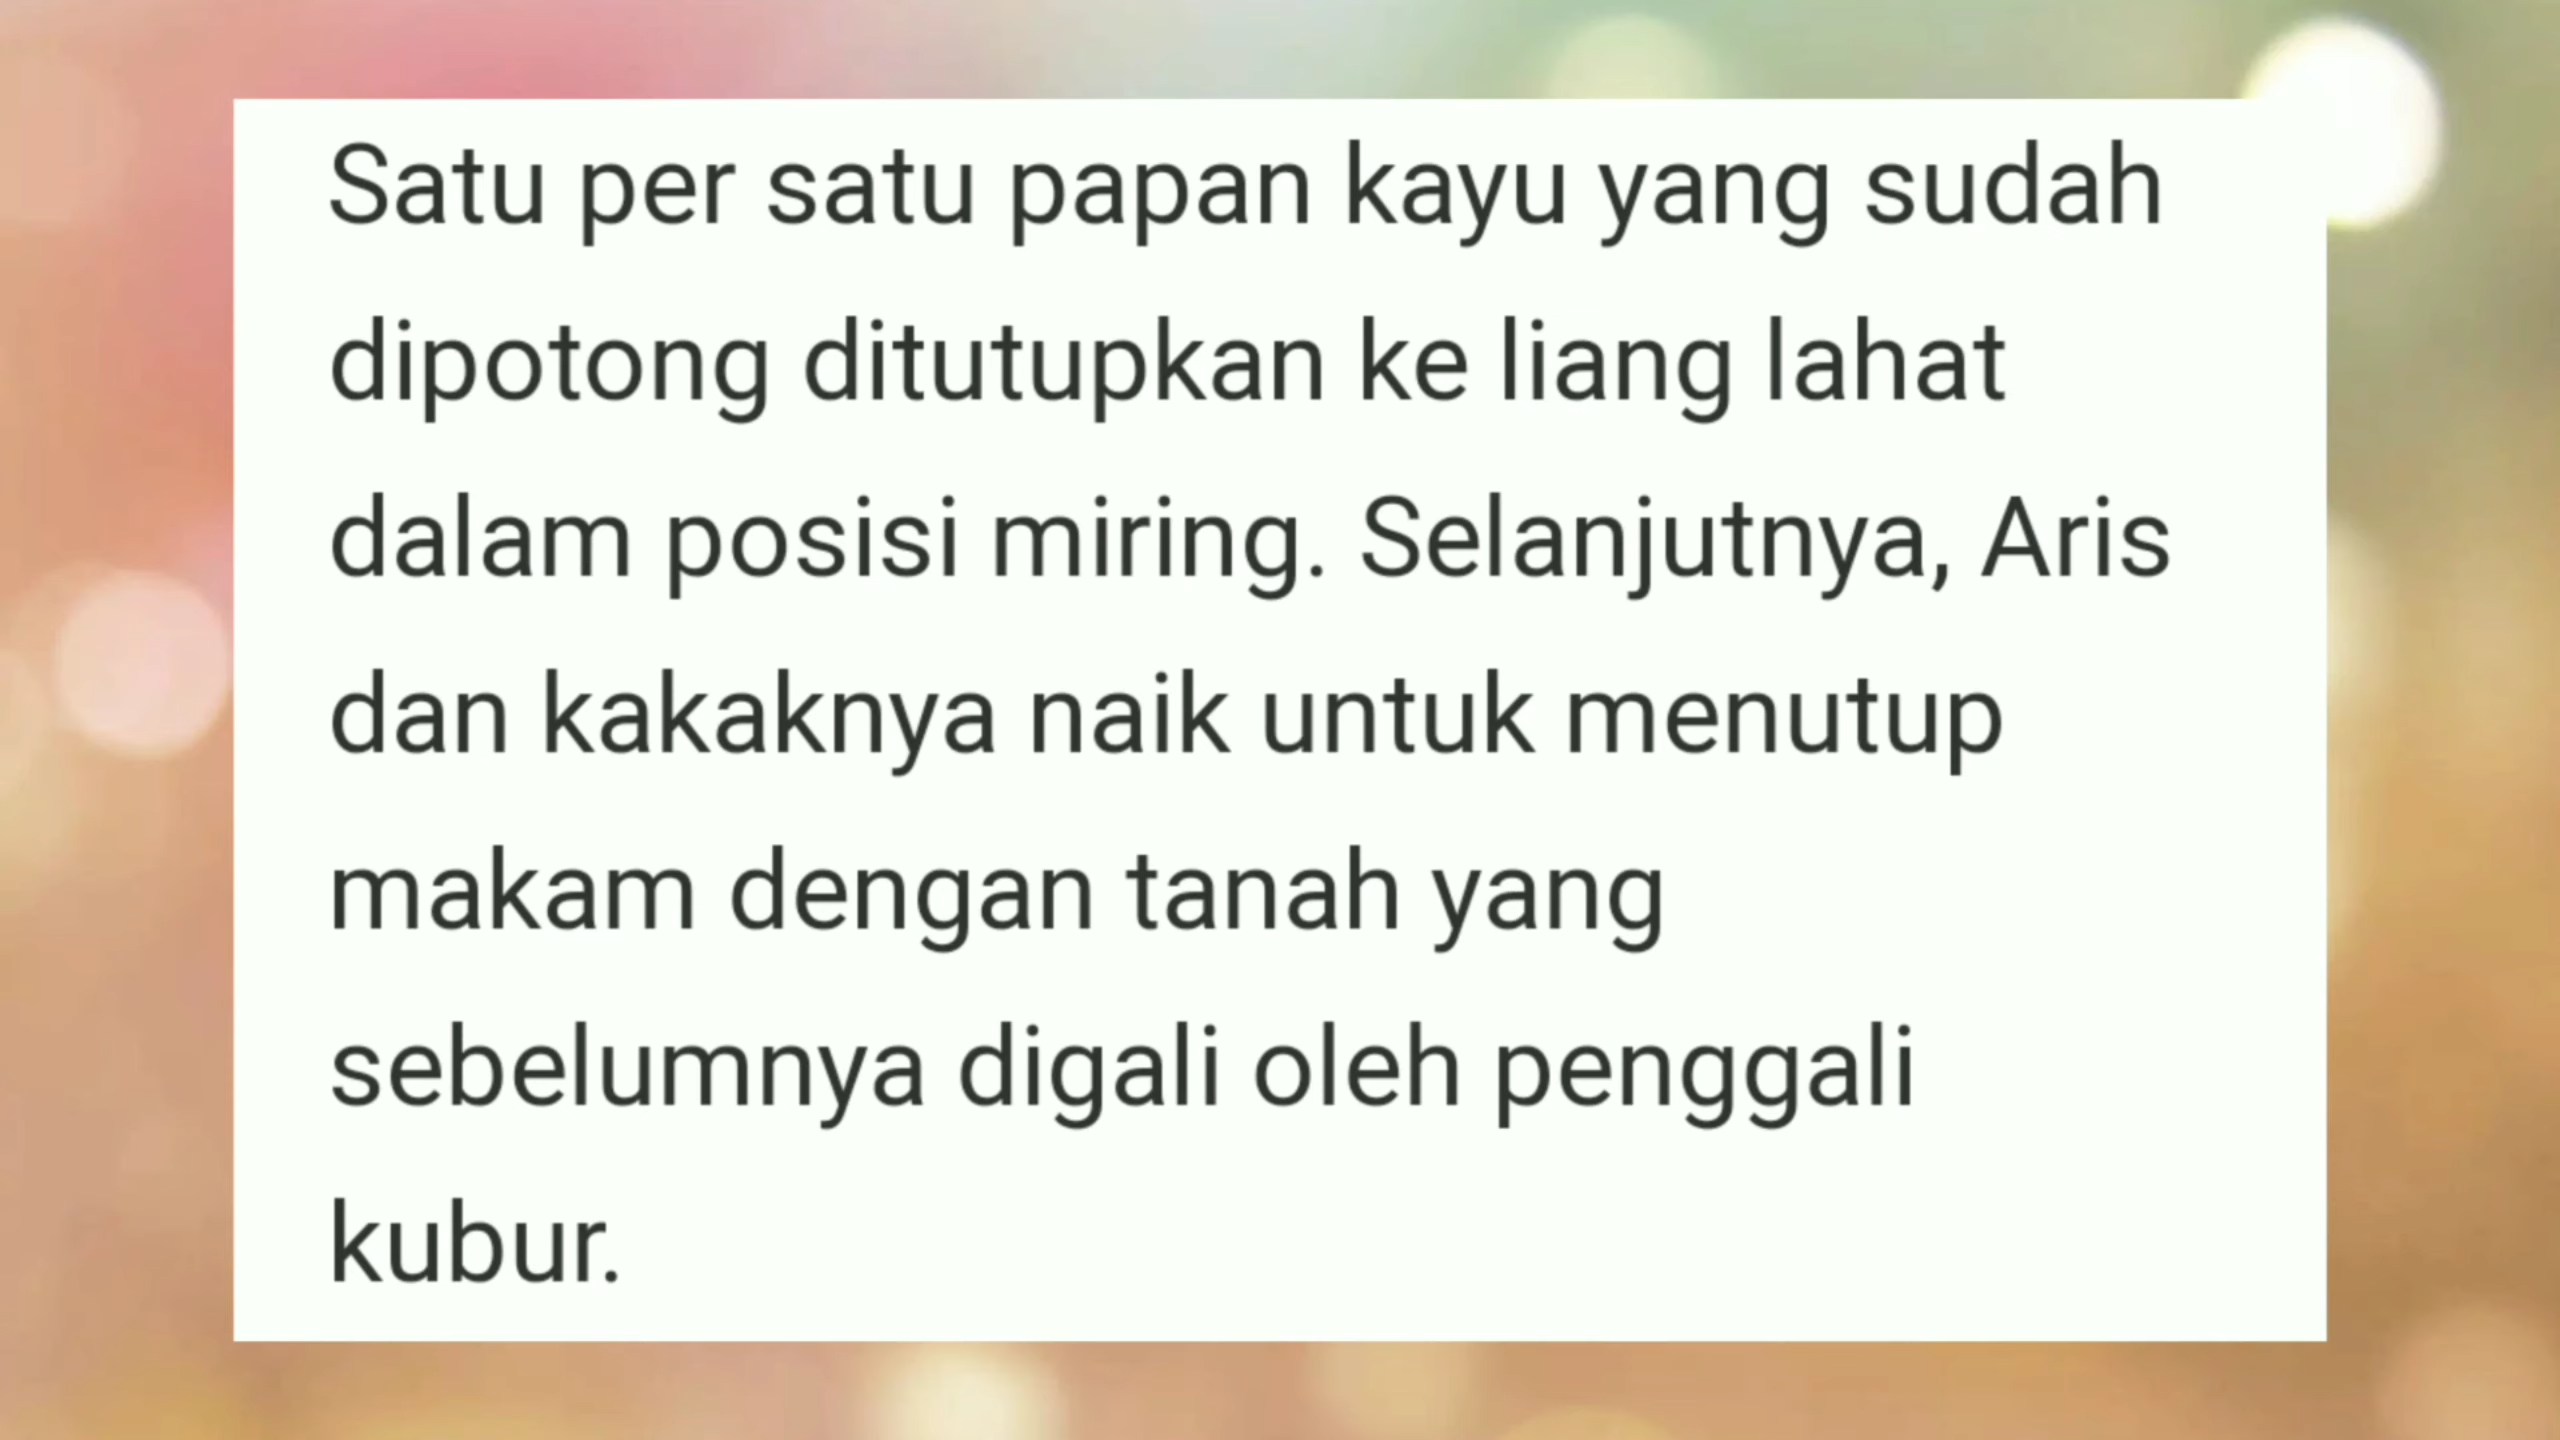 Satu per satu papan kayu yang sudah
dipotong ditutupkan ke liang lahat
dalam posisi miring. Selanjutnya, Aris
dan kakaknya naik untuk menutup
makam dengan tanah yang
sebelumnya digali oleh penggali
kubur.